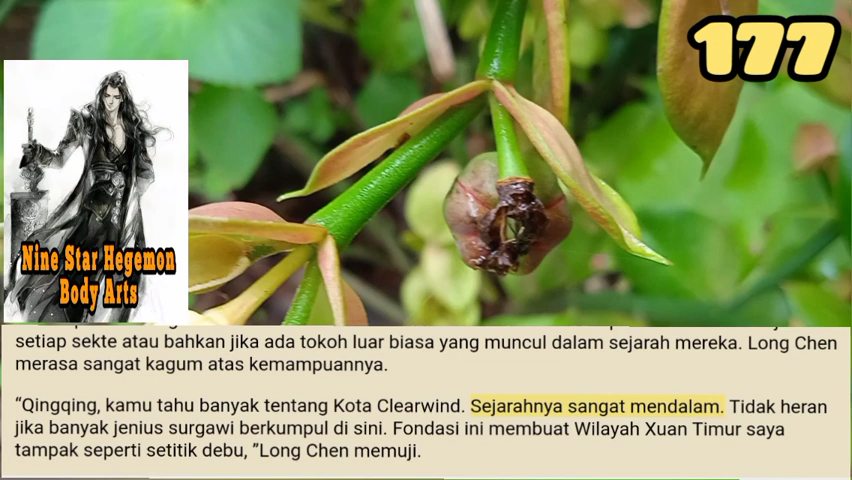 177
Nine Star Hegemon
Body Arts
setiap sekte atau bahkan jika ada tokoh luar biasa yang muncul dalam sejarah mereka. Long Chen
merasa sangat kagum atas kemampuannya.
“Qingqing, kamu tahu banyak tentang Kota Clearwind. Sejarahnya sangat mendalam. Tidak heran
jika banyak jenius surgawi berkumpul di sini. Fondasi ini membuat Wilayah Xuan Timur saya
tampak seperti setitik debu, ”Long Chen memuji.